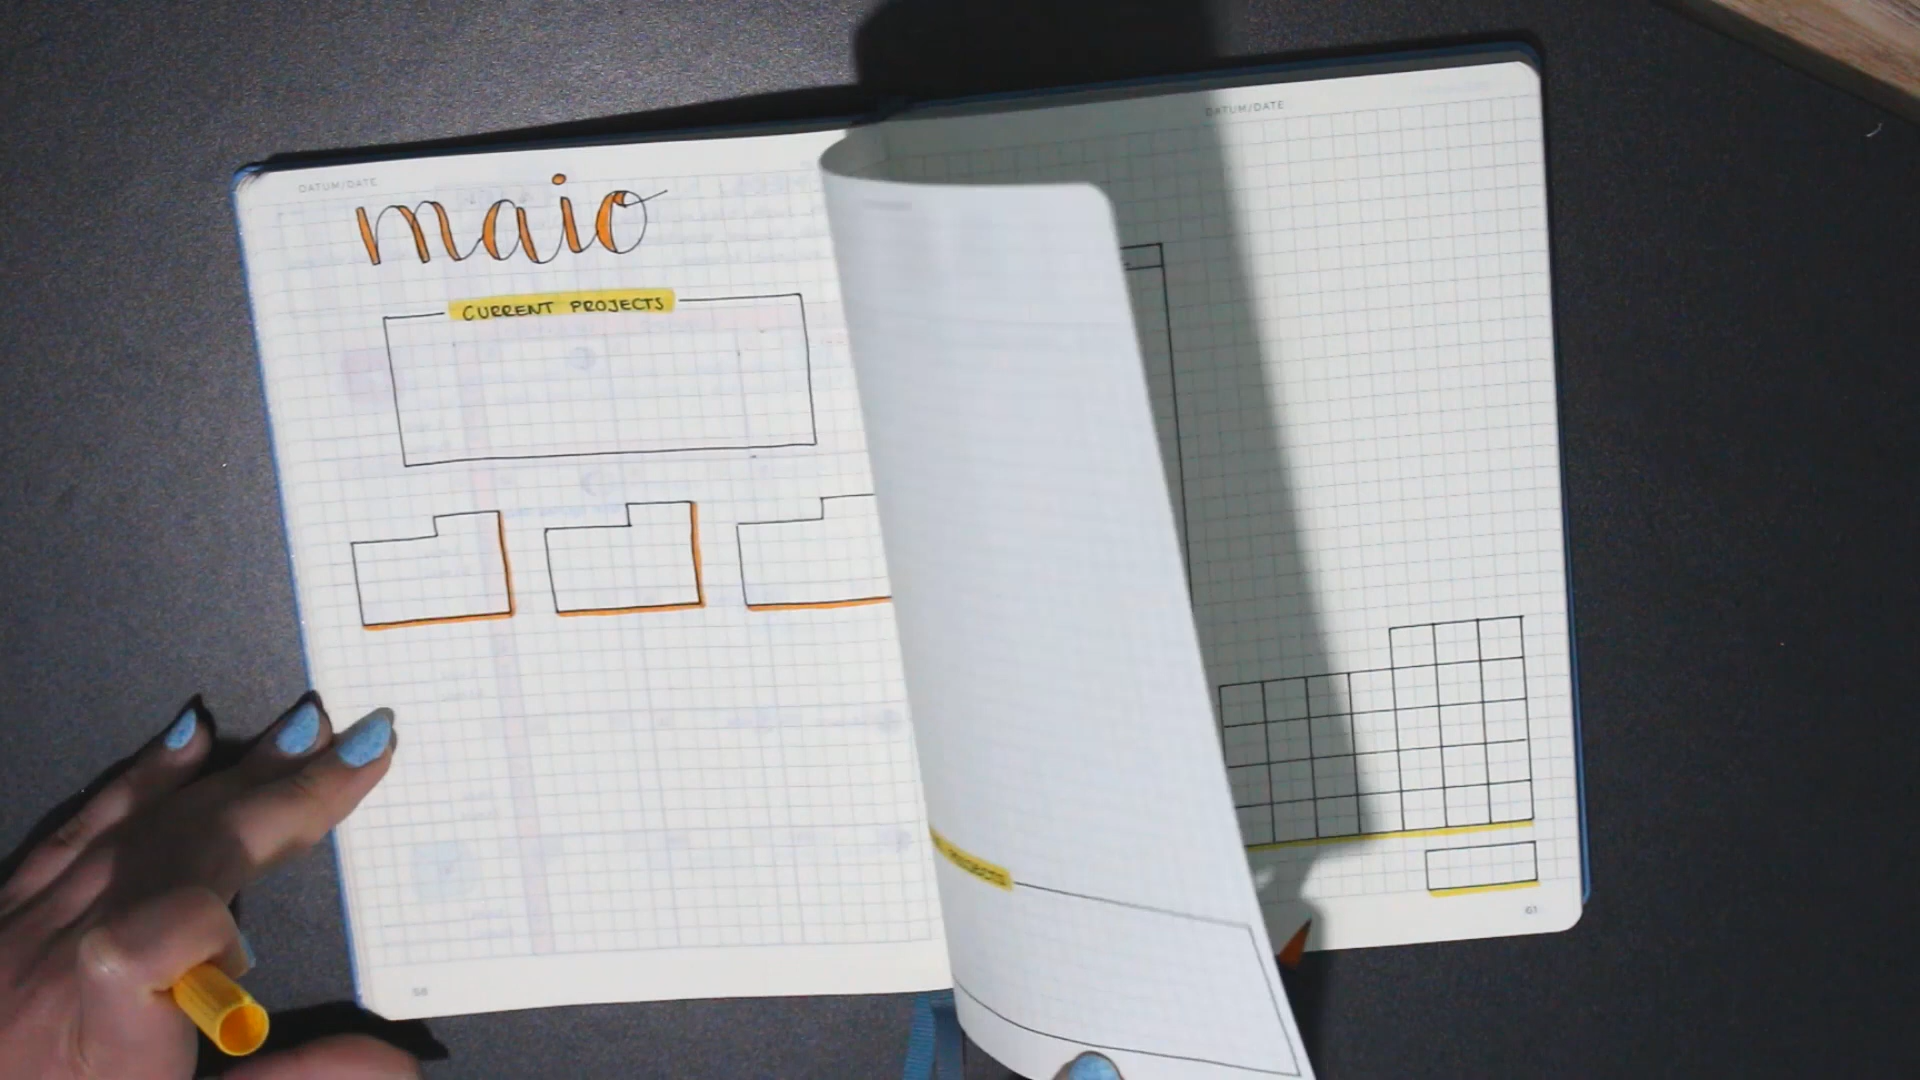 DATUM/DATE
maio
CURRENT PROJECTS
58
DATUM/DATE
PROJECTS
61